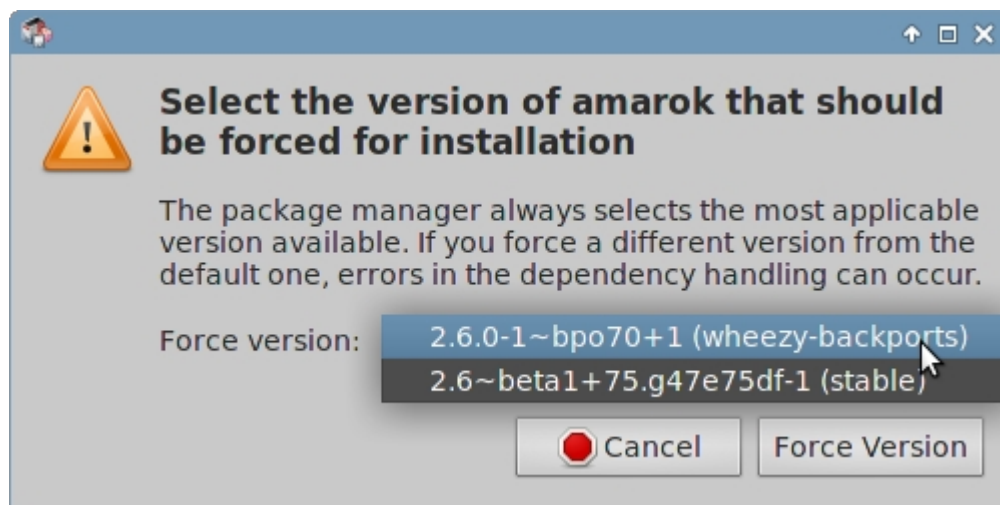 Select the version of amarok that should
be forced for installation
The package manager always selects the most applicable
version available. If you force a different version from the
default one, errors in the dependency handling can occur.
Force version:
2.6.0-1~bpo70+1 (wheezy-backports)
2.6~beta1+75.g47e75df-1 (stable)
Cancel
Force Version